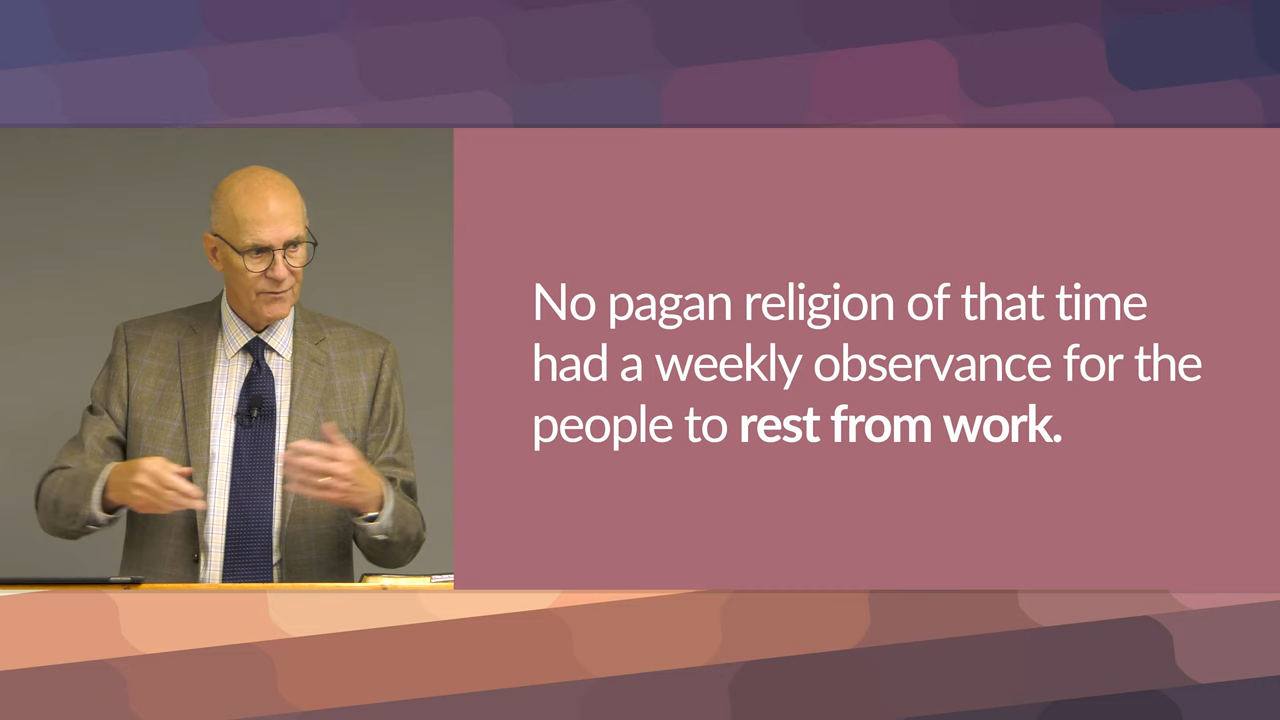 No pagan religion of that time
had a weekly observance for the
people to rest from work.